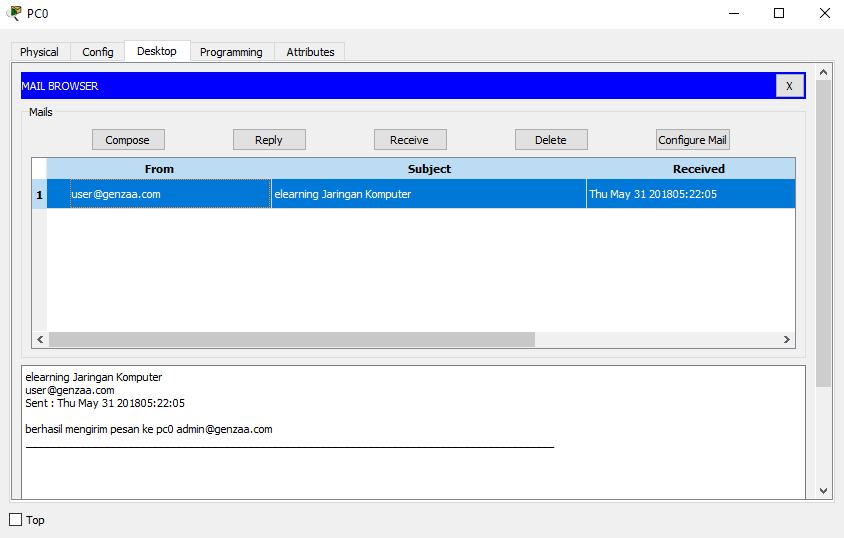 PC0
Physical Config Desktop Programming Attributes
MAIL BROWSER X
Mails
Compose Reply Receive Delete Configure Mail
From Subject Received
1 user@genzaa.com elearning Jaringan Komputer Thu May 31 201805:22:05
elearning Jaringan Komputer
user@genzaa.com
Sent : Thu May 31 201805:22:05
berhasil mengirim pesan ke pc0 admin@genzaa.com
Top